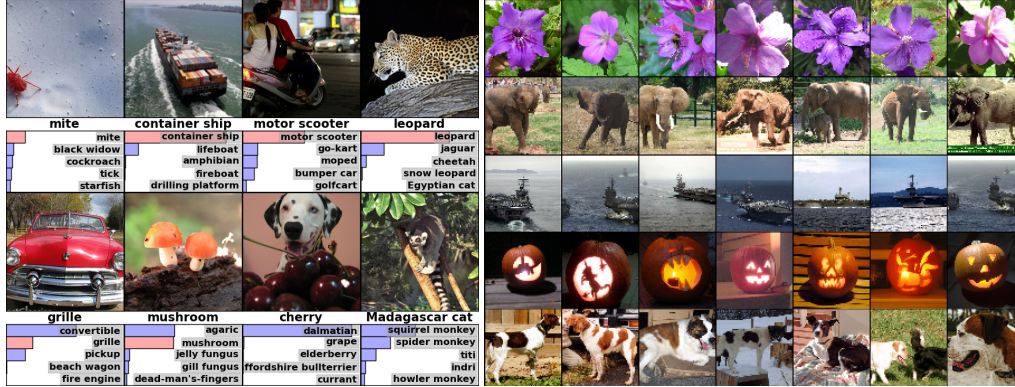 mite
container ship
motor scooter
leopard
mite
black widow
cockroach
tick
starfish
container ship
lifeboat
amphibian
fireboat
drilling platform
motor scooter
go-kart
moped
bumper car
golfcart
leopard
jaguar
cheetah
snow leopard
Egyptian cat
grille
mushroom
cherry
Madagascar cat
convertible
grille
pickup
beach wagon
fire engine
agaric
mushroom
jelly fungus
gill fungus
dead-man's-fingers
dalmatian
grape
elderberry
ffordshire bullterrier
currant
squirrel monkey
spider monkey
titi
indri
howler monkey